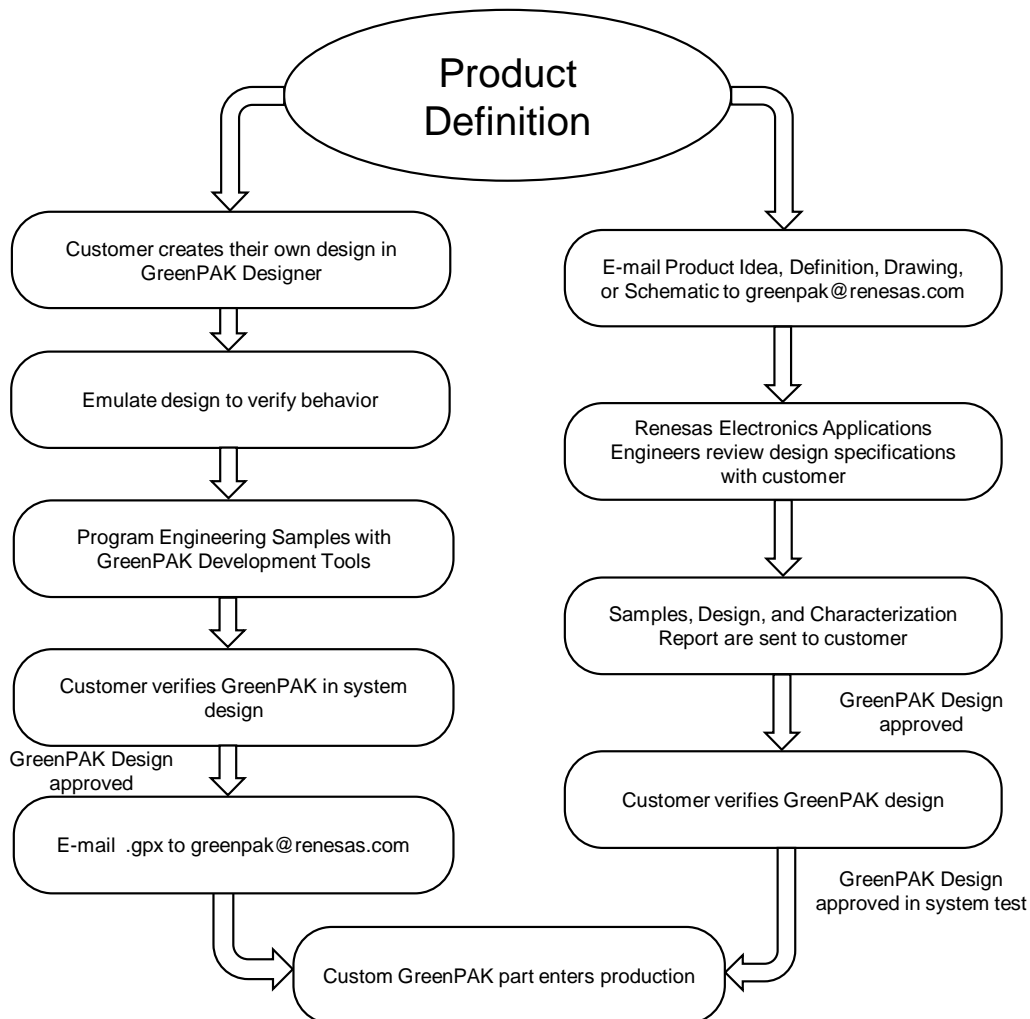 Product
Definition
Customer creates their own design in
GreenPAK Designer
Emulate design to verify behavior
Program Engineering Samples with
GreenPAK Development Tools
Customer verifies GreenPAK in system
design
GreenPAK Design
approved
E-mail .gpx to greenpak@renesas.com
E-mail Product Idea, Definition, Drawing,
or Schematic to greenpak@renesas.com
Renesas Electronics Applications
Engineers review design specifications
with customer
Samples, Design, and Characterization
Report are sent to customer
GreenPAK Design
approved
Customer verifies GreenPAK design
GreenPAK Design
approved in system test
Custom GreenPAK part enters production